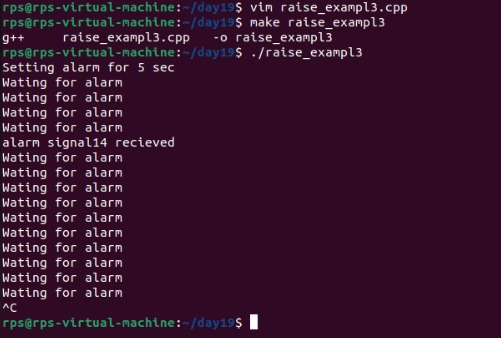 rps@rps-virtual-machine:~/day19$ vim raise_exampl3.cpp
rps@rps-virtual-machine:~/day19$ make raise_exampl3
g++     raise_exampl3.cpp   -o raise_exampl3
rps@rps-virtual-machine:~/day19$ ./raise_exampl3
Setting alarm for 5 sec
Wating for alarm
Wating for alarm
Wating for alarm
Wating for alarm
alarm signal14 recieved
Wating for alarm
Wating for alarm
Wating for alarm
Wating for alarm
Wating for alarm
Wating for alarm
Wating for alarm
Wating for alarm
Wating for alarm
Wating for alarm
^C
rps@rps-virtual-machine:~/day19$